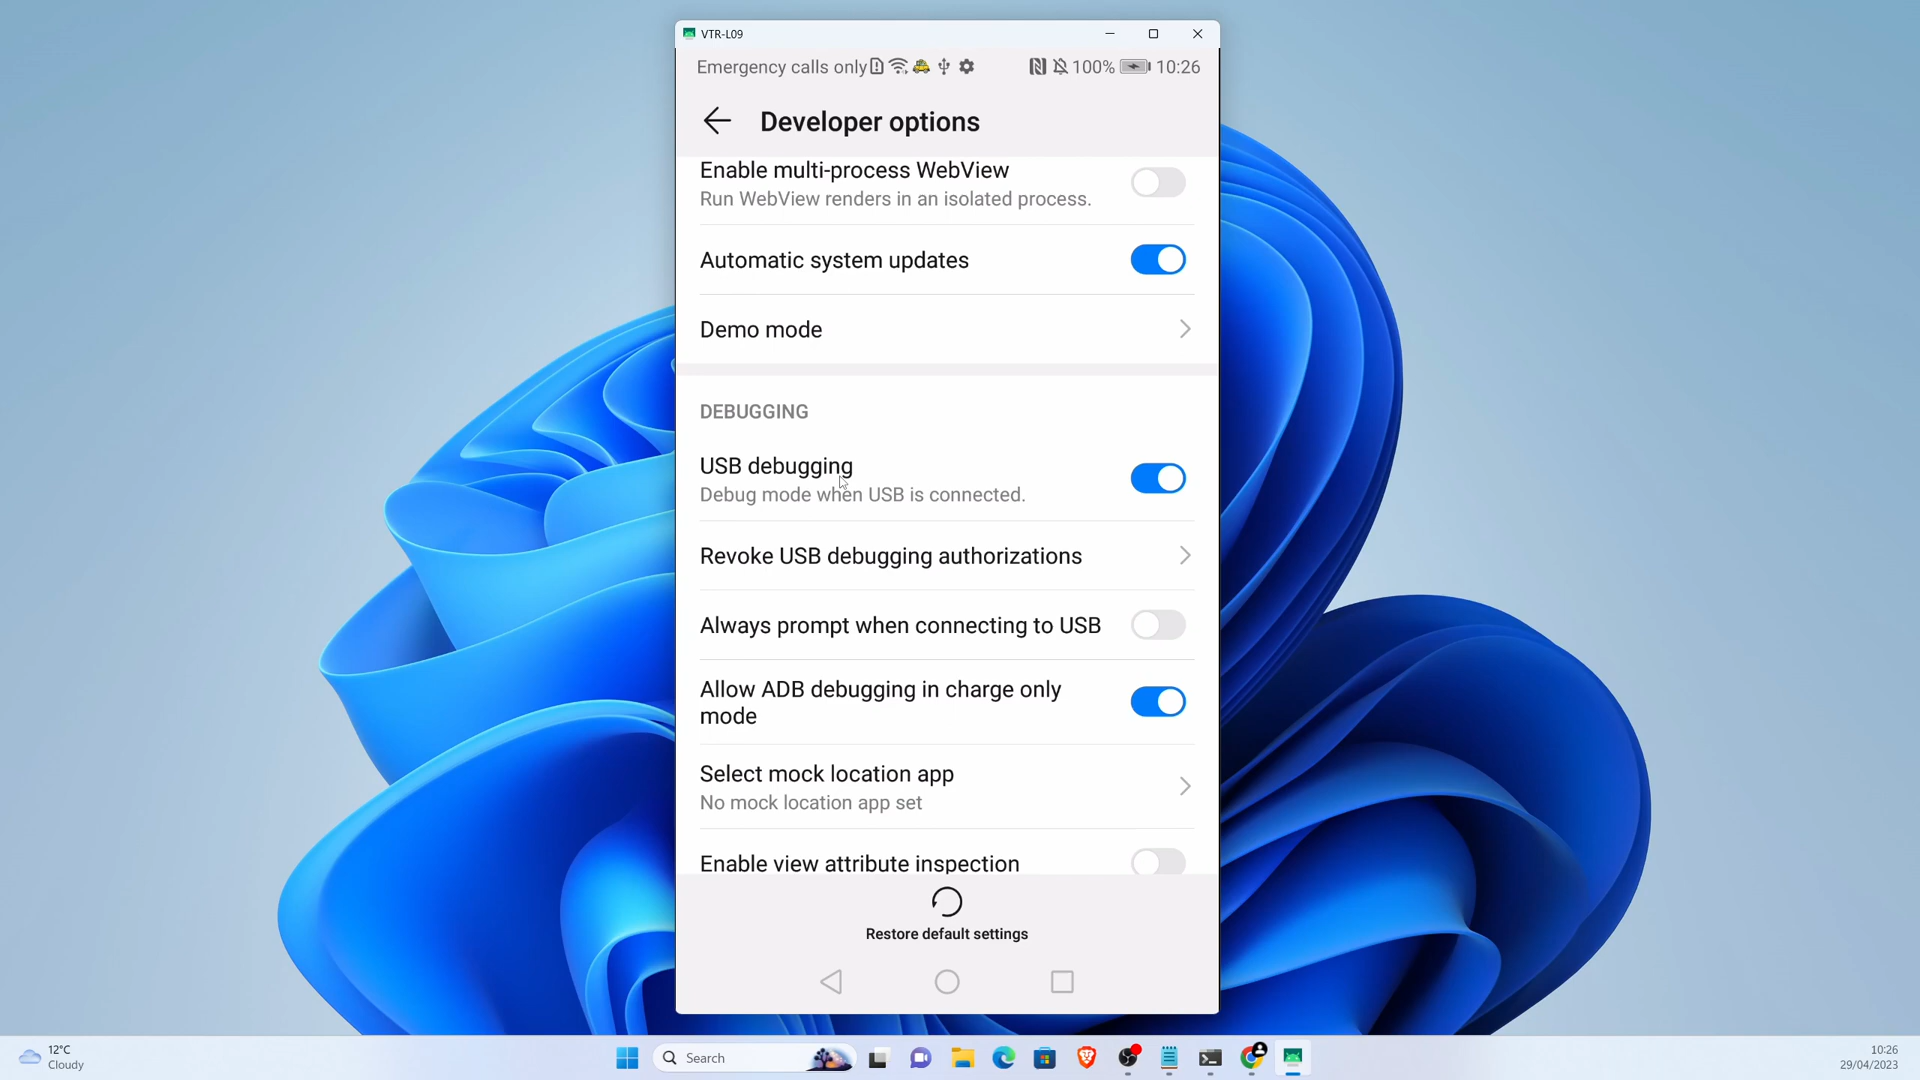 VTR-L09
Emergency calls only 100% 10:26
Developer options
Enable multi-process WebView
Run WebView renders in an isolated process.
Automatic system updates
Demo mode
DEBUGGING
USB debugging
Debug mode when USB is connected.
Revoke USB debugging authorizations
Always prompt when connecting to USB
Allow ADB debugging in charge only
mode
Select mock location app
No mock location app set
Enable view attribute inspection
Restore default settings
12°C
Cloudy
Search
10:26
29/04/2023